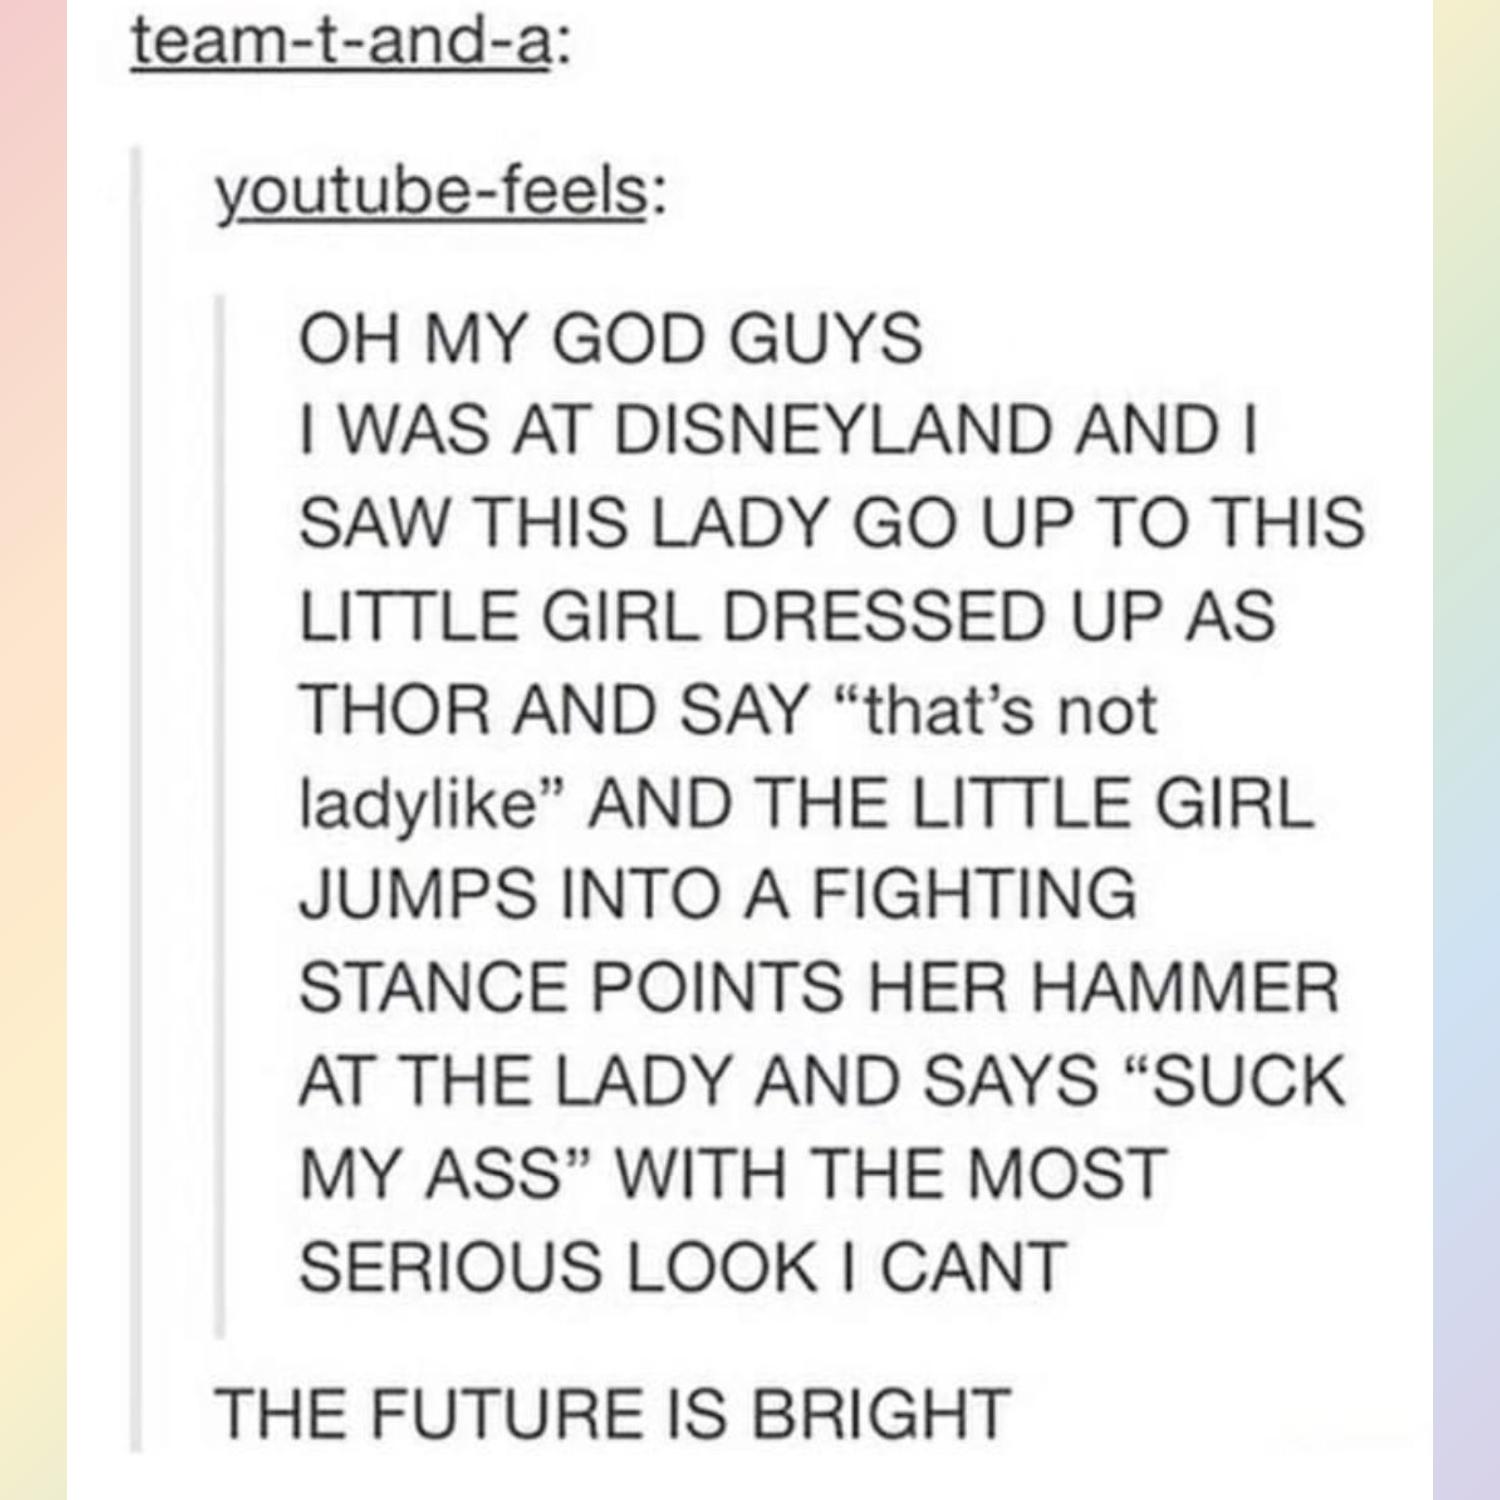 team-t-and-a:
youtube-feels:
OH MY GOD GUYS
I WAS AT DISNEYLAND AND I
SAW THIS LADY GO UP TO THIS
LITTLE GIRL DRESSED UP AS
THOR AND SAY “that’s not
ladylike” AND THE LITTLE GIRL
JUMPS INTO A FIGHTING
STANCE POINTS HER HAMMER
AT THE LADY AND SAYS “SUCK
MY ASS” WITH THE MOST
SERIOUS LOOK I CANT
THE FUTURE IS BRIGHT